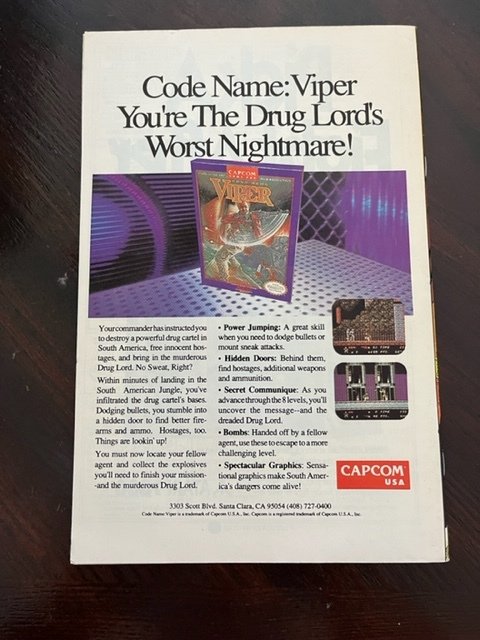 Code Name: Viper
You're The Drug Lord's
Worst Nightmare!
CAPCOM
VIPER
Your commander has instructed you
to destroy a powerful drug cartel in
South America, free innocent hos-
tages, and bring in the murderous
Drug Lord. No Sweat, Right?
Within minutes of landing in the
South American Jungle, you've
infiltrated the drug cartel's bases.
Dodging bullets, you stumble into
a hidden door to find better fire-
arms and ammo. Hostages, too.
Things are lookin' up!
You must now locate your fellow
agent and collect the explosives
you'll need to finish your mission-
-and the murderous Drug Lord.
• Power Jumping: A great skill
when you need to dodge bullets or
mount sneak attacks.
• Hidden Doors: Behind them,
find hostages, additional weapons
and ammunition.
• Secret Communique: As you
advance through the 8 levels, you'll
uncover the message--and the
dreaded Drug Lord.
• Bombs: Handed off by a fellow
agent, use these to escape to a more
challenging level.
• Spectacular Graphics: Sensa-
tional graphics make South Amer-
ica's dangers come alive!
CAPCOM
USA
3303 Scott Blvd. Santa Clara, CA 95054 (408) 727-0400
Code Name: Viper is a trademark of Capcom U.S.A., Inc. Capcom is a registered trademark of Capcom U.S.A., Inc.